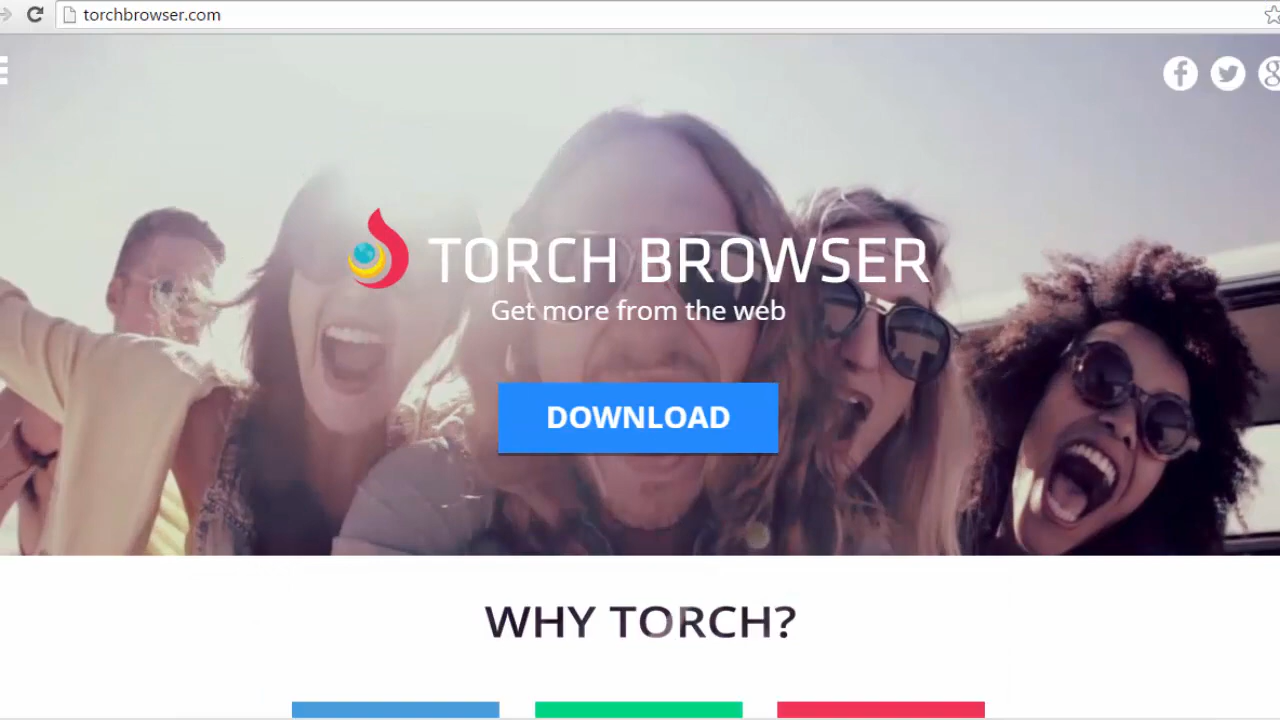 torchbrowser.com
TORCH BROWSER
Get more from the web
DOWNLOAD
WHY TORCH?